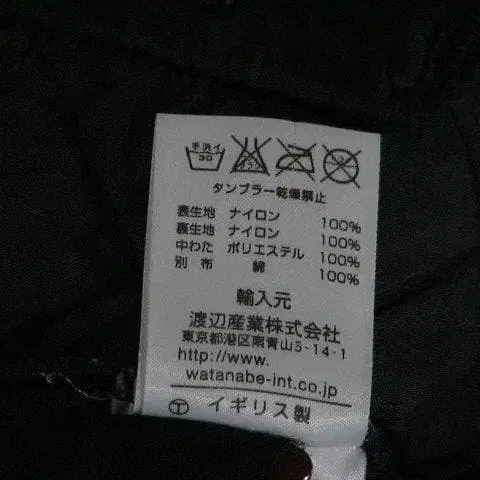 手洗イ
30
タンブラー乾燥禁止
表生地 ナイロン 100%
裏生地 ナイロン 100%
中わた ポリエステル 100%
別 布 綿 100%
輸入元
渡辺産業株式会社
東京都港区南青山5-14-1
http://www.
watanabe-int.co.jp
Ⓣ イギリス製